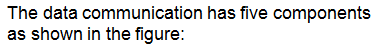 The data communication has five components
as shown in the figure: